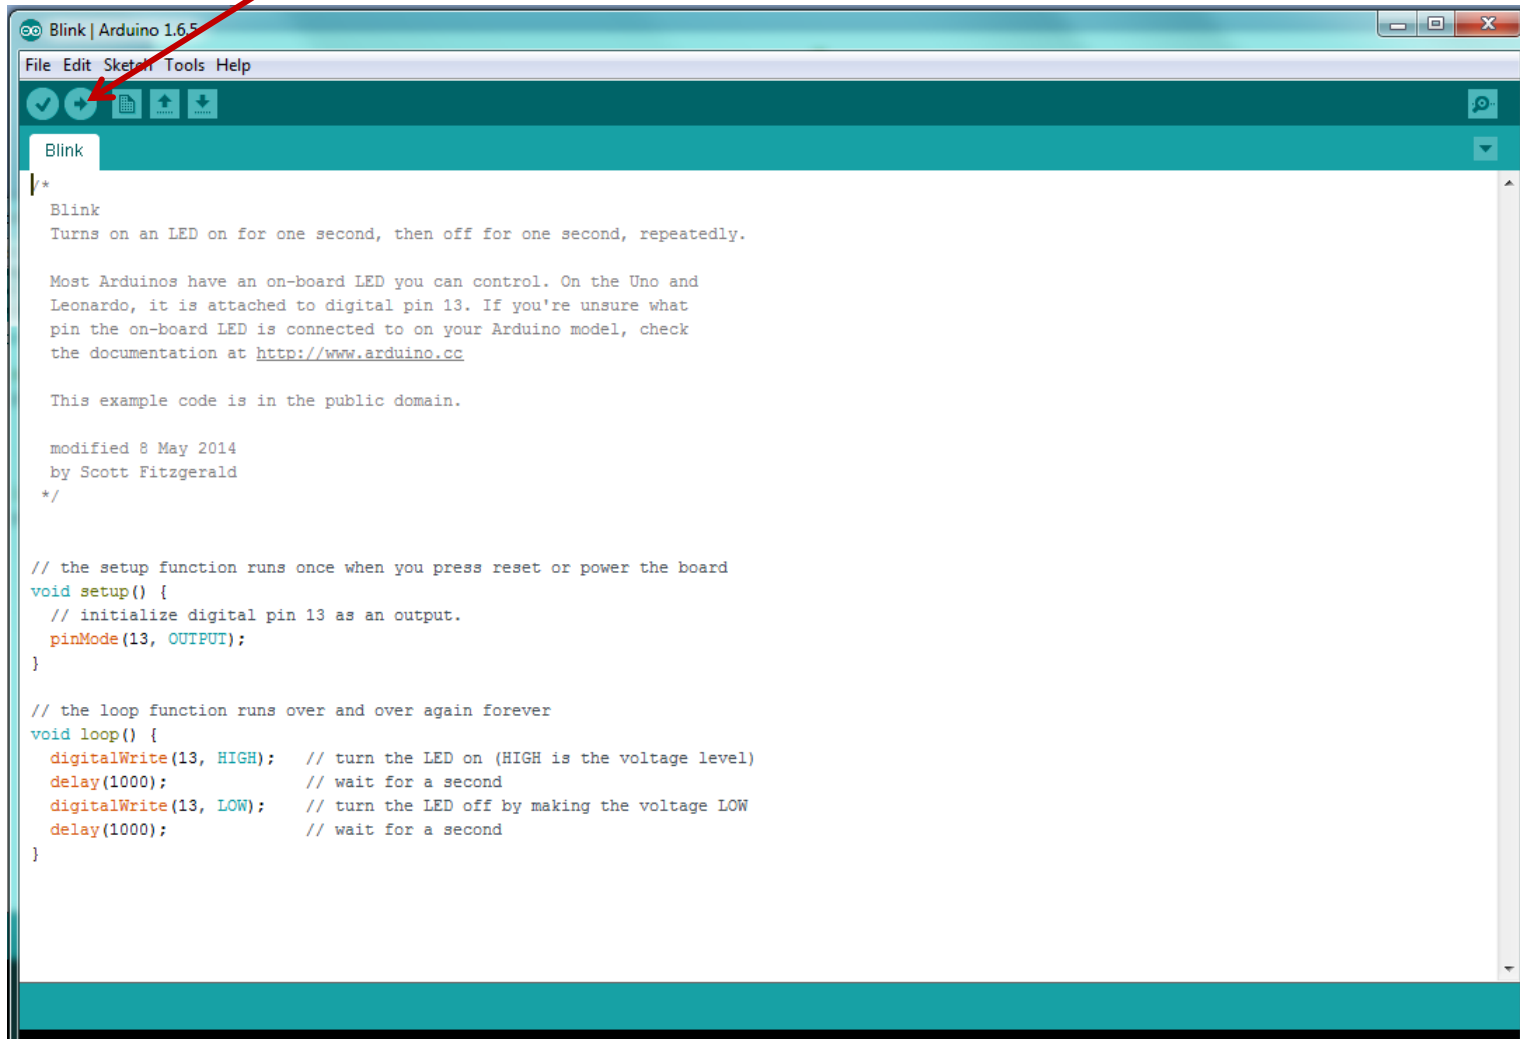 Blink | Arduino 1.6.5
File Edit Sketch Tools Help
Blink
/*
Blink
Turns on an LED on for one second, then off for one second, repeatedly.
Most Arduinos have an on-board LED you can control. On the Uno and
Leonardo, it is attached to digital pin 13. If you're unsure what
pin the on-board LED is connected to on your Arduino model, check
the documentation at http://www.arduino.cc
This example code is in the public domain.
modified 8 May 2014
by Scott Fitzgerald
*/
// the setup function runs once when you press reset or power the board
void setup() {
// initialize digital pin 13 as an output.
pinMode(13, OUTPUT);
}
// the loop function runs over and over again forever
void loop() {
digitalWrite(13, HIGH);   // turn the LED on (HIGH is the voltage level)
delay(1000);              // wait for a second
digitalWrite(13, LOW);    // turn the LED off by making the voltage LOW
delay(1000);              // wait for a second
}